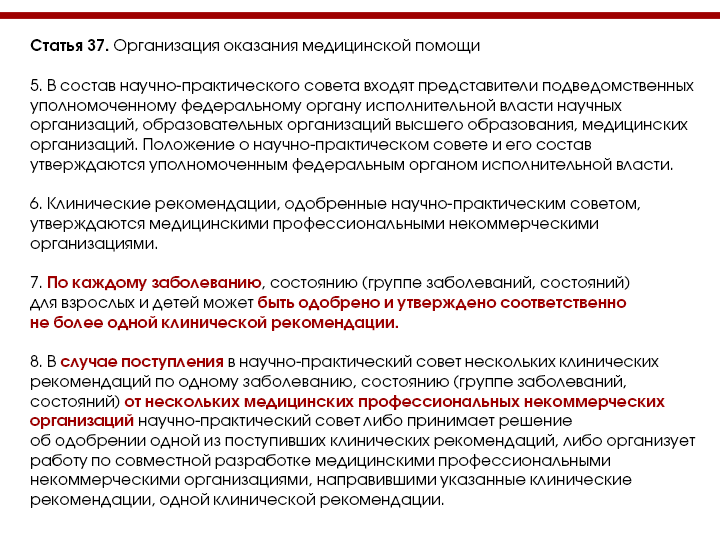 Статья 37. Организация оказания медицинской помощи
5. В состав научно-практического совета входят представители подведомственных
уполномоченному федеральному органу исполнительной власти научных
организаций, образовательных организаций высшего образования, медицинских
организаций. Положение о научно-практическом совете и его состав
утверждаются уполномоченным федеральным органом исполнительной власти.
6. Клинические рекомендации, одобренные научно-практическим советом,
утверждаются медицинскими профессиональными некоммерческими
организациями.
7. По каждому заболеванию, состоянию (группе заболеваний, состояний)
для взрослых и детей может быть одобрено и утверждено соответственно
не более одной клинической рекомендации.
8. В случае поступления в научно-практический совет нескольких клинических
рекомендаций по одному заболеванию, состоянию (группе заболеваний,
состояний) от нескольких медицинских профессиональных некоммерческих
организаций научно-практический совет либо принимает решение
об одобрении одной из поступивших клинических рекомендаций, либо организует
работу по совместной разработке медицинскими профессиональными
некоммерческими организациями, направившими указанные клинические
рекомендации, одной клинической рекомендации.